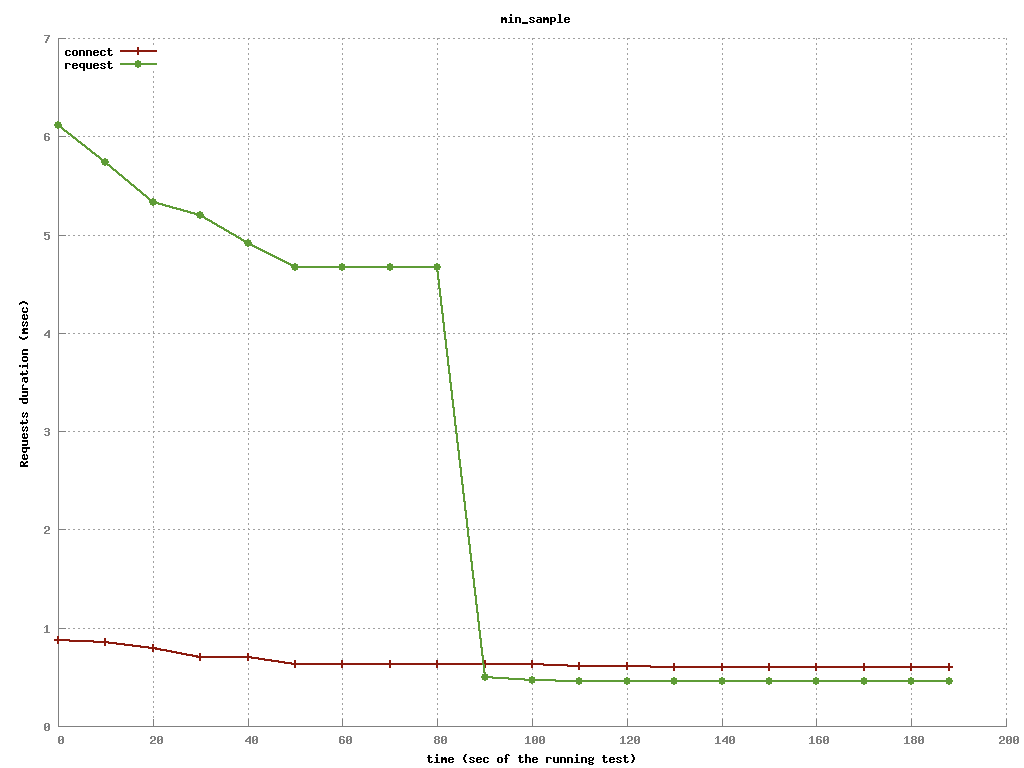 min_sample
7
connect
request
6
5
4
3
2
1
0
Requests duration (msec)
0 20 40 60 80 100 120 140 160 180 200
time (sec of the running test)